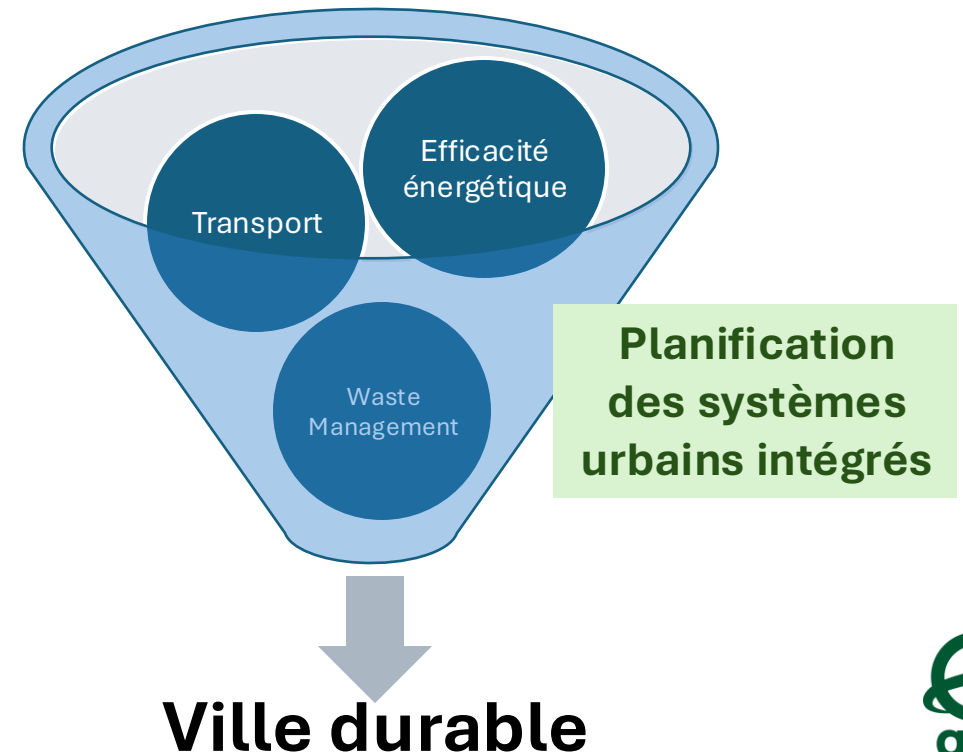 Efficacité
énergétique
Transport
Waste
Management
Planification
des systèmes
urbains intégrés
Ville durable